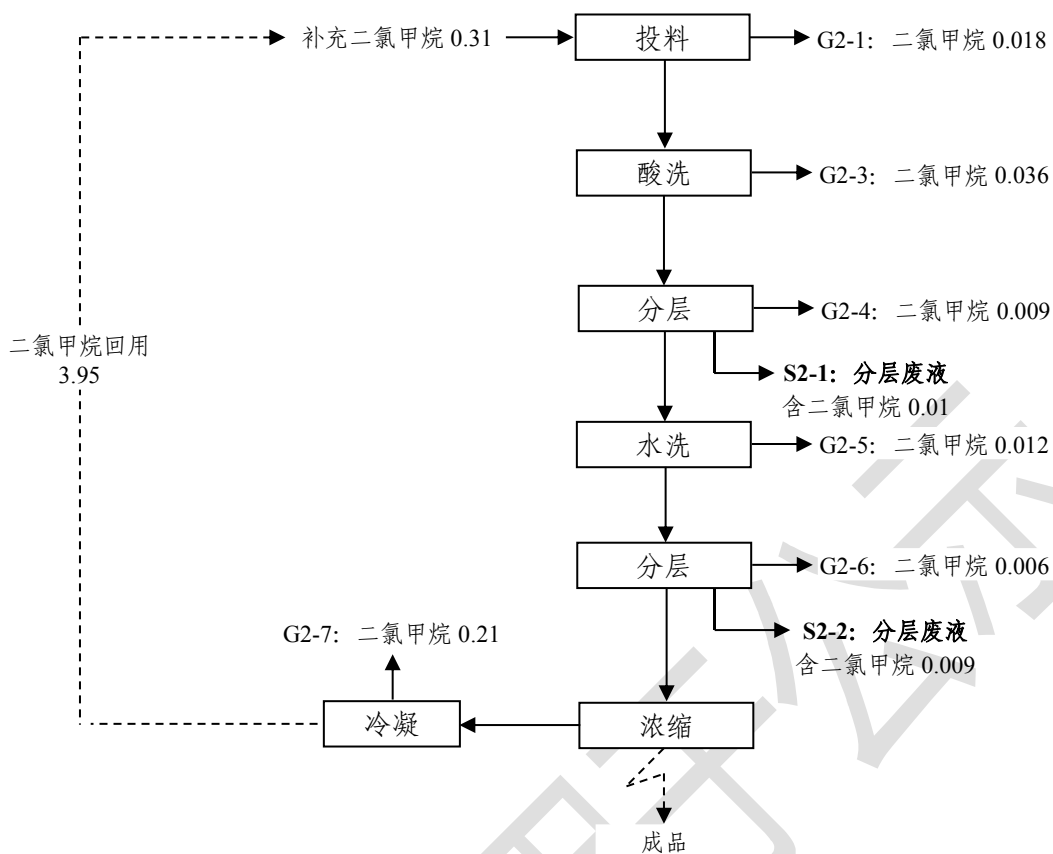 补充二氯甲烷 0.31
投料
G2-1: 二氯甲烷 0.018
酸洗
G2-3: 二氯甲烷 0.036
分层
G2-4: 二氯甲烷 0.009
二氯甲烷回用
3.95
S2-1: 分层废液
含二氯甲烷 0.01
水洗
G2-5: 二氯甲烷 0.012
分层
G2-6: 二氯甲烷 0.006
G2-7: 二氯甲烷 0.21
S2-2: 分层废液
含二氯甲烷 0.009
冷凝
浓缩
成品